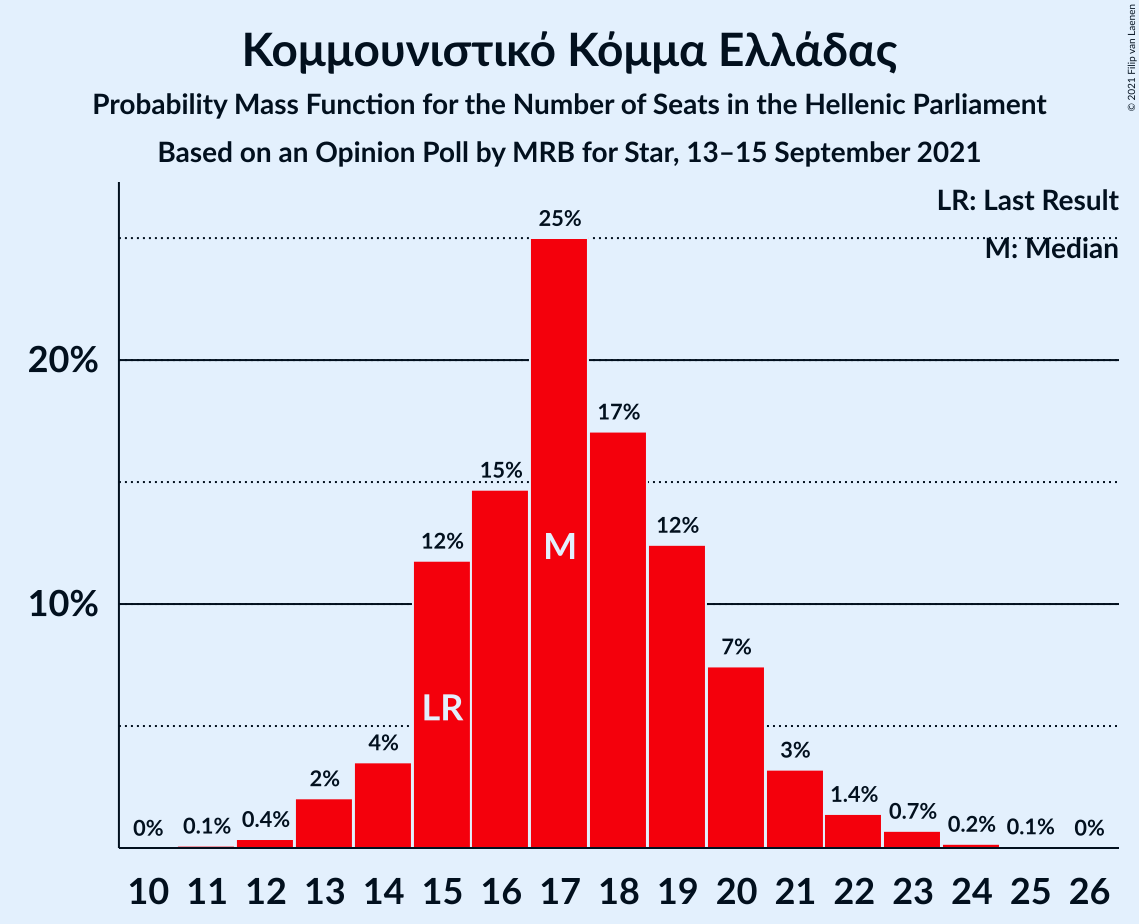 Κομμουνιστικό Κόμμα Ελλάδας
Probability Mass Function for the Number of Seats in the Hellenic Parliament
Based on an Opinion Poll by MRB for Star, 13–15 September 2021
© 2021 Filip van Laenen
LR: Last Result
M: Median
20%
10%
0% 0.1% 0.4% 2% 4% 12% 15% 25% 17% 12% 7% 3% 1.4% 0.7% 0.2% 0.1% 0%
LR M
10 11 12 13 14 15 16 17 18 19 20 21 22 23 24 25 26